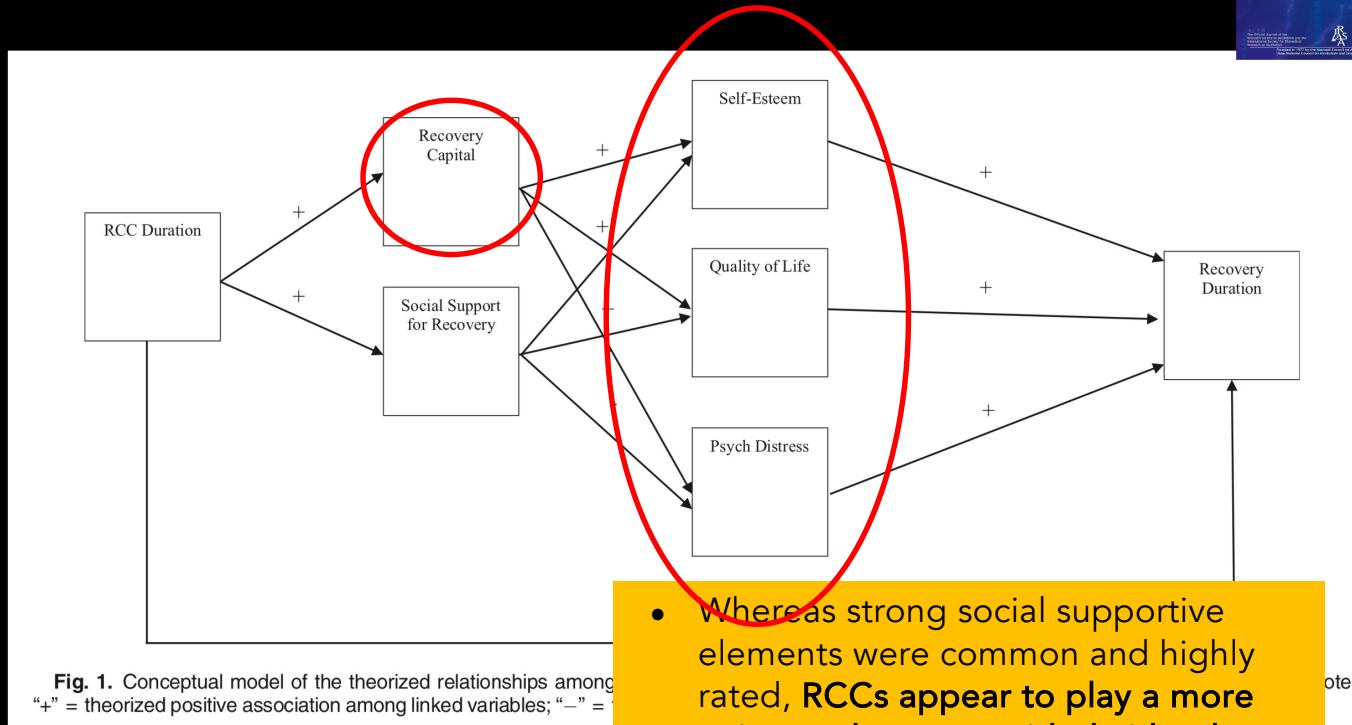 Self-Esteem
Recovery
Capital
+
+
RCC Duration
+
Quality of Life
+
Recovery
Duration
+
+
Social Support
for Recovery
+
+
Psych Distress
• Whereas strong social supportive
elements were common and highly
rated, RCCs appear to play a more
Fig. 1. Conceptual model of the theorized relationships among
"+" = theorized positive association among linked variables; "−" =